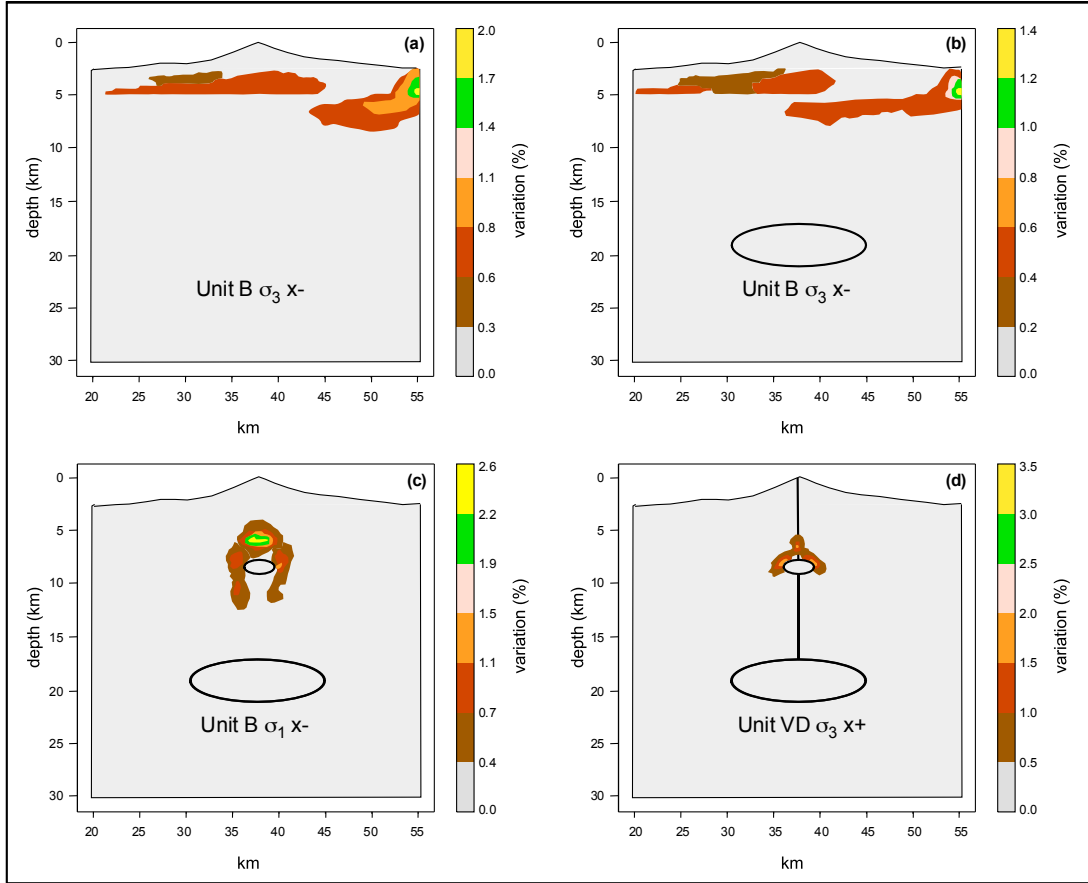 (a)
0
5
10
15
20
25
30
depth (km)
20 25 30 35 40 45 50 55
km
Unit B σ3 x-
2.0
1.7
1.4
1.1
0.8
0.6
0.3
0.0
variation (%)
(b)
0
5
10
15
20
25
30
depth (km)
20 25 30 35 40 45 50 55
km
Unit B σ3 x-
1.4
1.2
1.0
0.8
0.6
0.4
0.2
0.0
variation (%)
(c)
0
5
10
15
20
25
30
depth (km)
20 25 30 35 40 45 50 55
km
Unit B σ1 x-
2.6
2.2
1.9
1.5
1.1
0.7
0.4
0.0
variation (%)
(d)
0
5
10
15
20
25
30
depth (km)
20 25 30 35 40 45 50 55
km
Unit VD σ3 x+
3.5
3.0
2.5
2.0
1.5
1.0
0.5
0.0
variation (%)